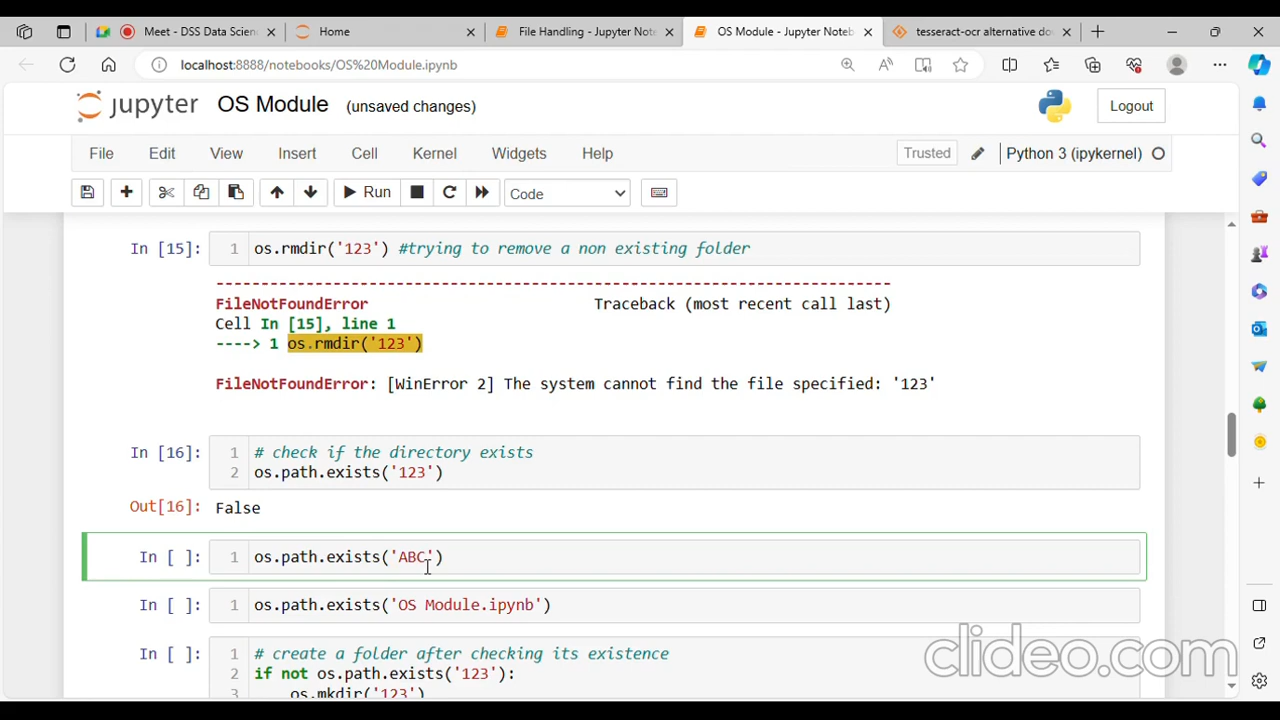 Meet - DSS Data Scien
Home
File Handling - Jupyter Note
OS Module - Jupyter Noteb
tesseract-ocr alternative do
localhost:8888/notebooks/OS%20Module.ipynb
jupyter OS Module (unsaved changes)
Logout
File Edit View Insert Cell Kernel Widgets Help
Trusted Python 3 (ipykernel)
Run Code
In [15]: 1 os.rmdir('123') #trying to remove a non existing folder
---------------------------------------------------------------------------
FileNotFoundError Traceback (most recent call last)
Cell In [15], line 1
----> 1 os.rmdir('123')
FileNotFoundError: [WinError 2] The system cannot find the file specified: '123'
In [16]: 1 # check if the directory exists
2 os.path.exists('123')
Out[16]: False
In [ ]: 1 os.path.exists('ABC')
In [ ]: 1 os.path.exists('OS Module.ipynb')
In [ ]: 1 # create a folder after checking its existence
2 if not os.path.exists('123'):
3 os.mkdir('123')
clideo.com